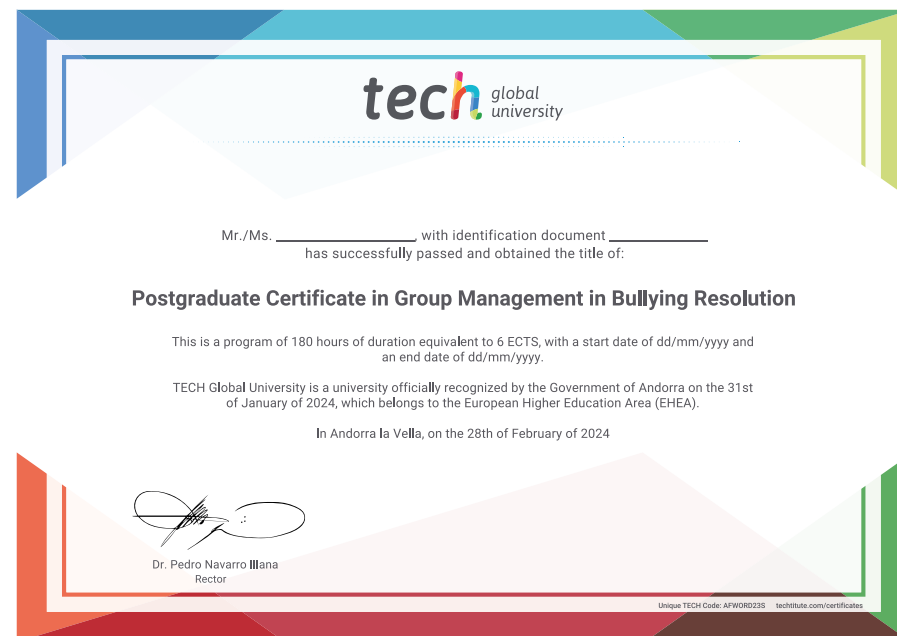 tech global university
Mr./Ms. ____________________, with identification document ______________
has successfully passed and obtained the title of:
Postgraduate Certificate in Group Management in Bullying Resolution
This is a program of 180 hours of duration equivalent to 6 ECTS, with a start date of dd/mm/yyyy and
an end date of dd/mm/yyyy.
TECH Global University is a university officially recognized by the Government of Andorra on the 31st
of January of 2024, which belongs to the European Higher Education Area (EHEA).
In Andorra la Vella, on the 28th of February of 2024
Dr. Pedro Navarro Illana
Rector
Unique TECH Code: AFWORD23S techtitute.com/certificates